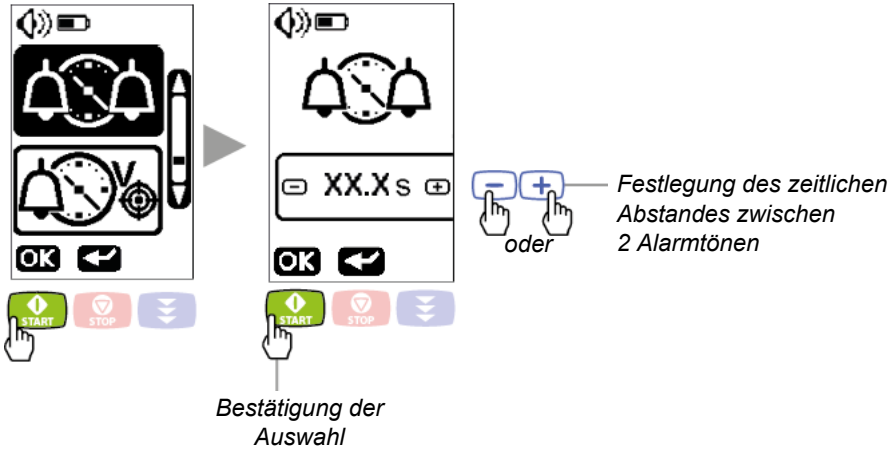 V
OK
START
STOP
XX.X s
OK
START
STOP
oder
Festlegung des zeitlichen
Abstandes zwischen
2 Alarmtönen
Bestätigung der
Auswahl